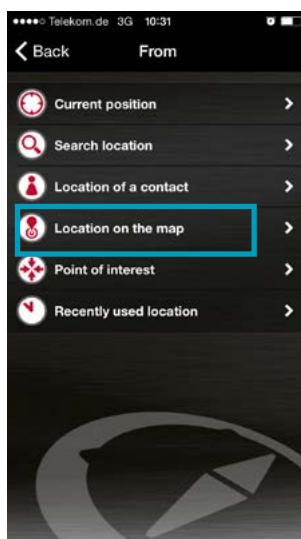 Telekom.de 3G 10:31
Back From
Current position
Search location
Location of a contact
Location on the map
Point of interest
Recently used location